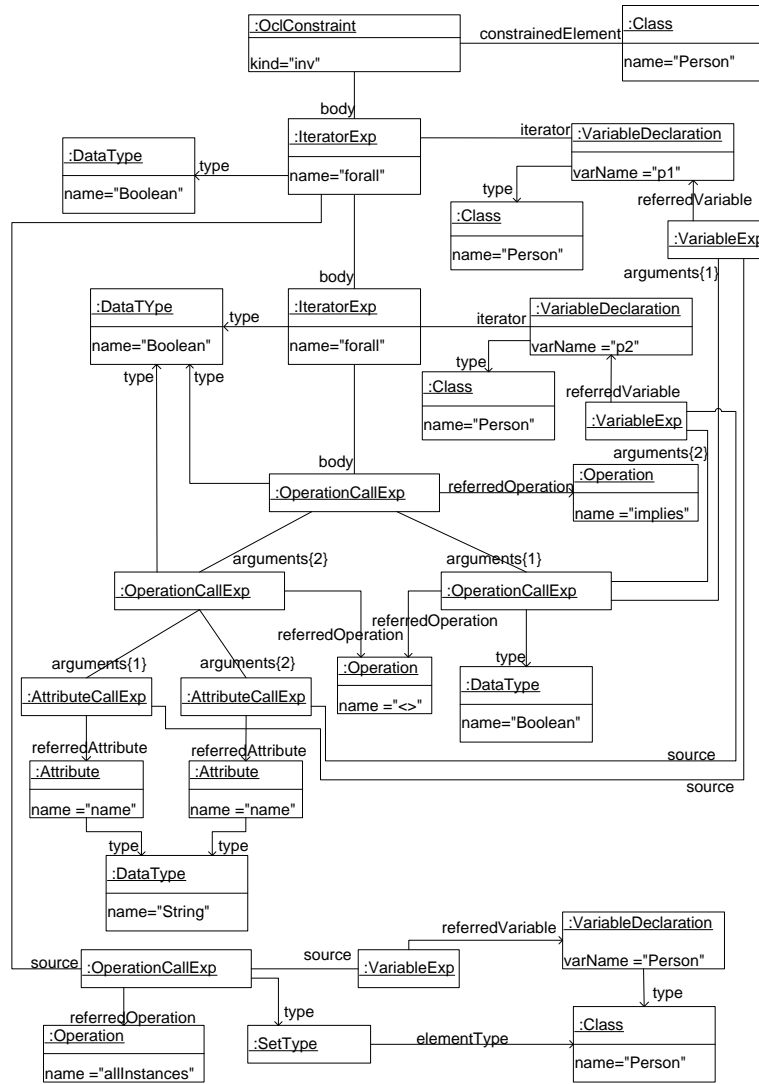 :OclConstraint
kind="inv"
constrainedElement
:Class
name="Person"
body
:IteratorExp
name="forall"
iterator
:VariableDeclaration
varName ="p1"
:DataType
name="Boolean"
type
type
:Class
name="Person"
referredVariable
:VariableExp
arguments{1}
body
:IteratorExp
name="forall"
:DataTYpe
name="Boolean"
type
type
type
iterator
:VariableDeclaration
varName ="p2"
type
:Class
name="Person"
referredVariable
:VariableExp
arguments{2}
body
:OperationCallExp
referredOperation
:Operation
name ="implies"
arguments{2}
:OperationCallExp
arguments{1}
:OperationCallExp
referredOperation
referredOperation
:Operation
name ="<>"
type
:DataType
name="Boolean"
arguments{1}
:AttributeCallExp
arguments{2}
:AttributeCallExp
referredAttribute
:Attribute
name ="name"
referredAttribute
:Attribute
name ="name"
source
source
type
type
:DataType
name="String"
source
:OperationCallExp
source
:VariableExp
referredVariable
:VariableDeclaration
varName ="Person"
type
referredOperation
:Operation
name ="allInstances"
type
:SetType
elementType
:Class
name="Person"